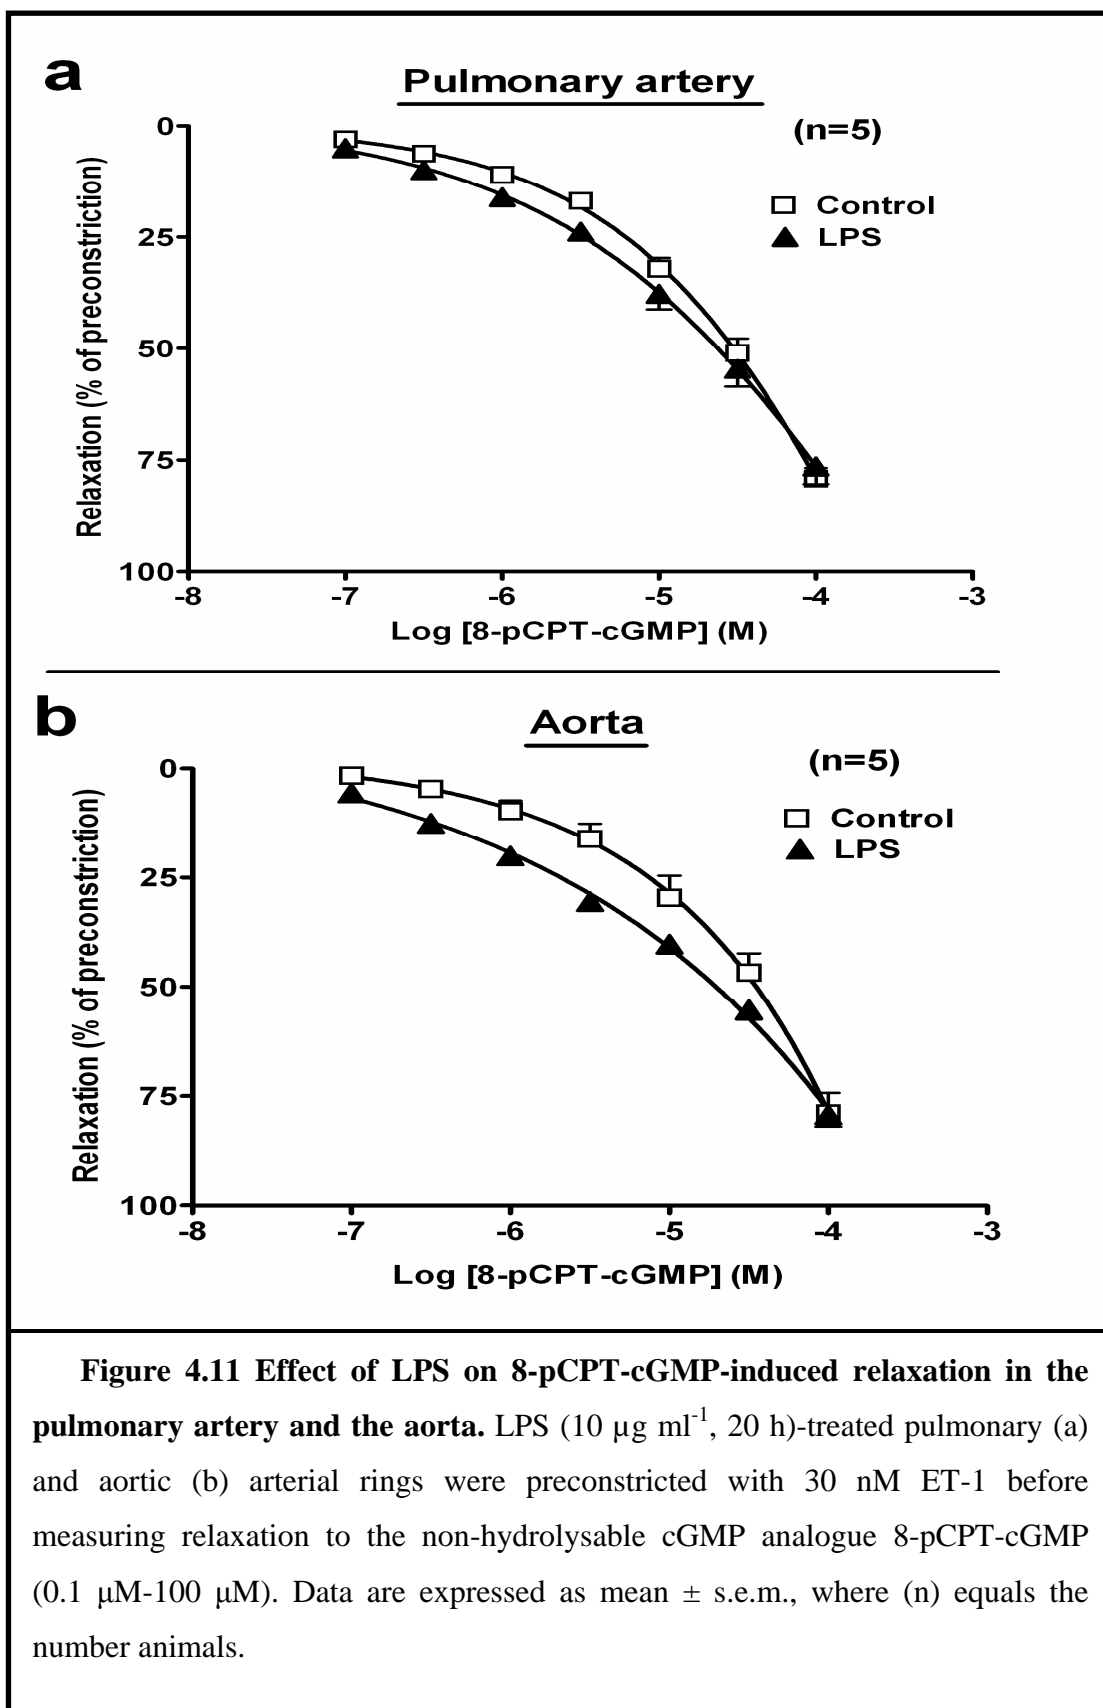 a
Pulmonary artery
(n=5)
Control
LPS
Relaxation (% of preconstriction)
0
25
50
75
100
-8 -7 -6 -5 -4 -3
Log [8-pCPT-cGMP] (M)
b
Aorta
(n=5)
Control
LPS
Relaxation (% of preconstriction)
0
25
50
75
100
-8 -7 -6 -5 -4 -3
Log [8-pCPT-cGMP] (M)
Figure 4.11 Effect of LPS on 8-pCPT-cGMP-induced relaxation in the
pulmonary artery and the aorta. LPS (10 µg ml⁻¹, 20 h)-treated pulmonary (a)
and aortic (b) arterial rings were preconstricted with 30 nM ET-1 before
measuring relaxation to the non-hydrolysable cGMP analogue 8-pCPT-cGMP
(0.1 µM-100 µM). Data are expressed as mean ± s.e.m., where (n) equals the
number animals.